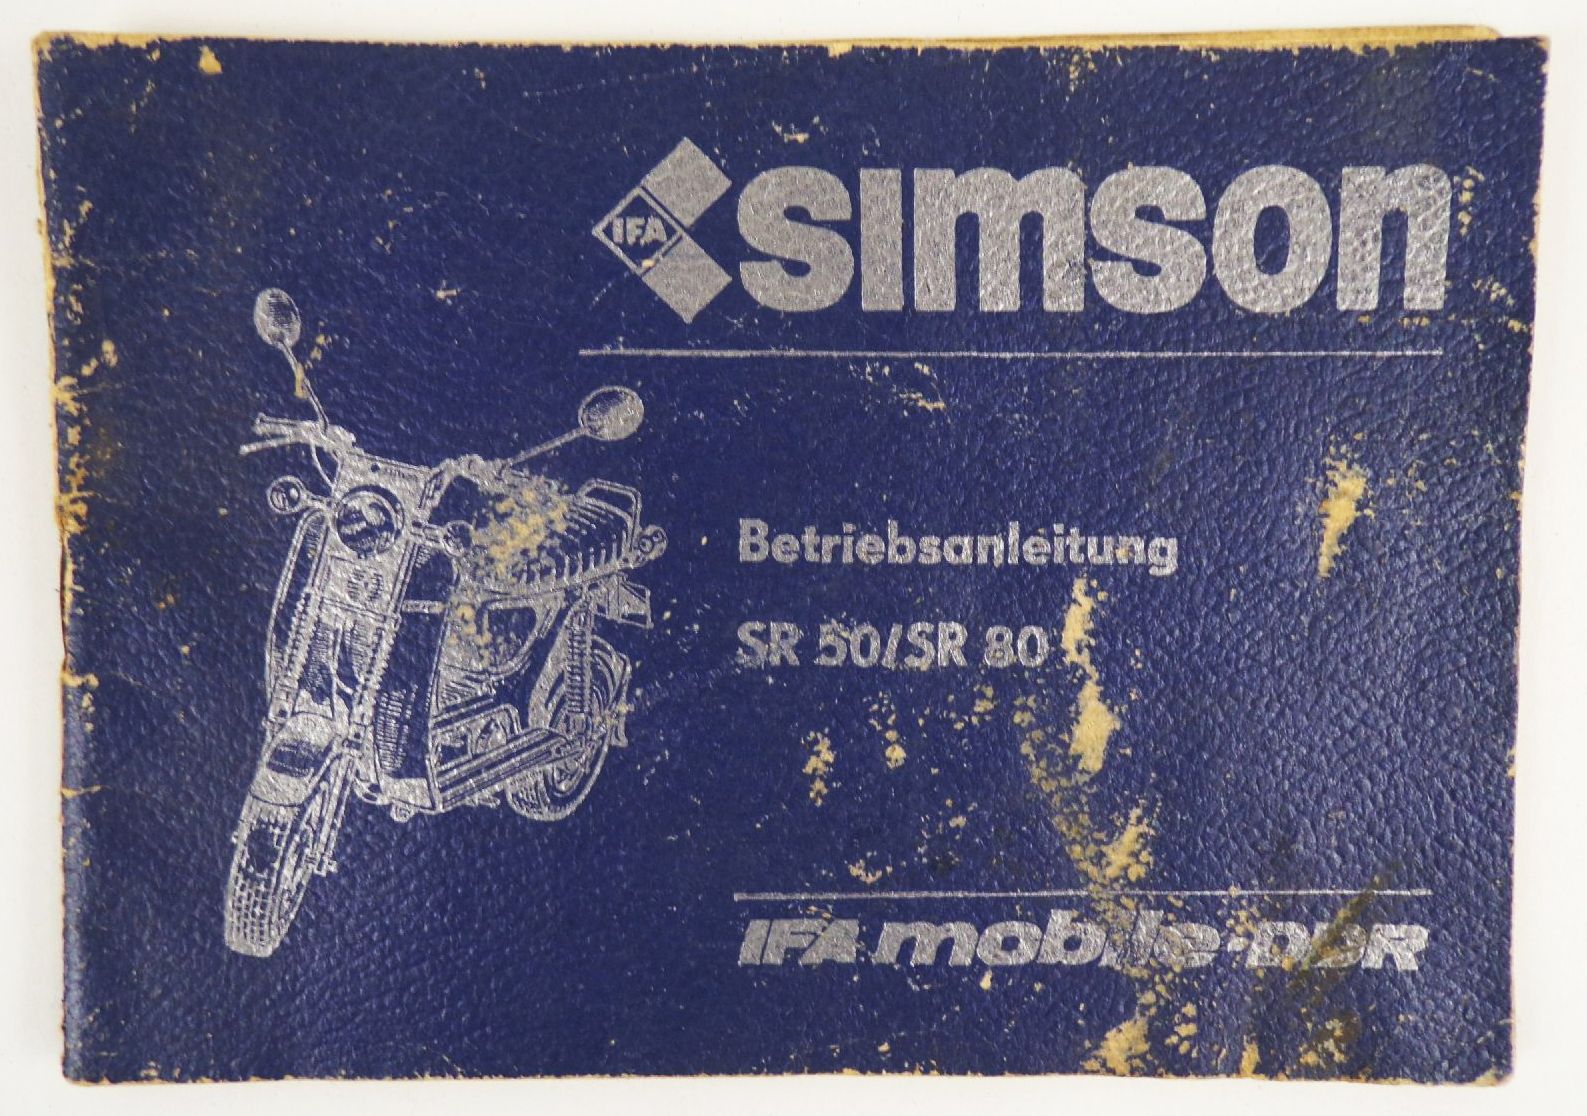 IFA simson
Betriebsanleitung
SR 50/SR 80
IFA mobile-DDR